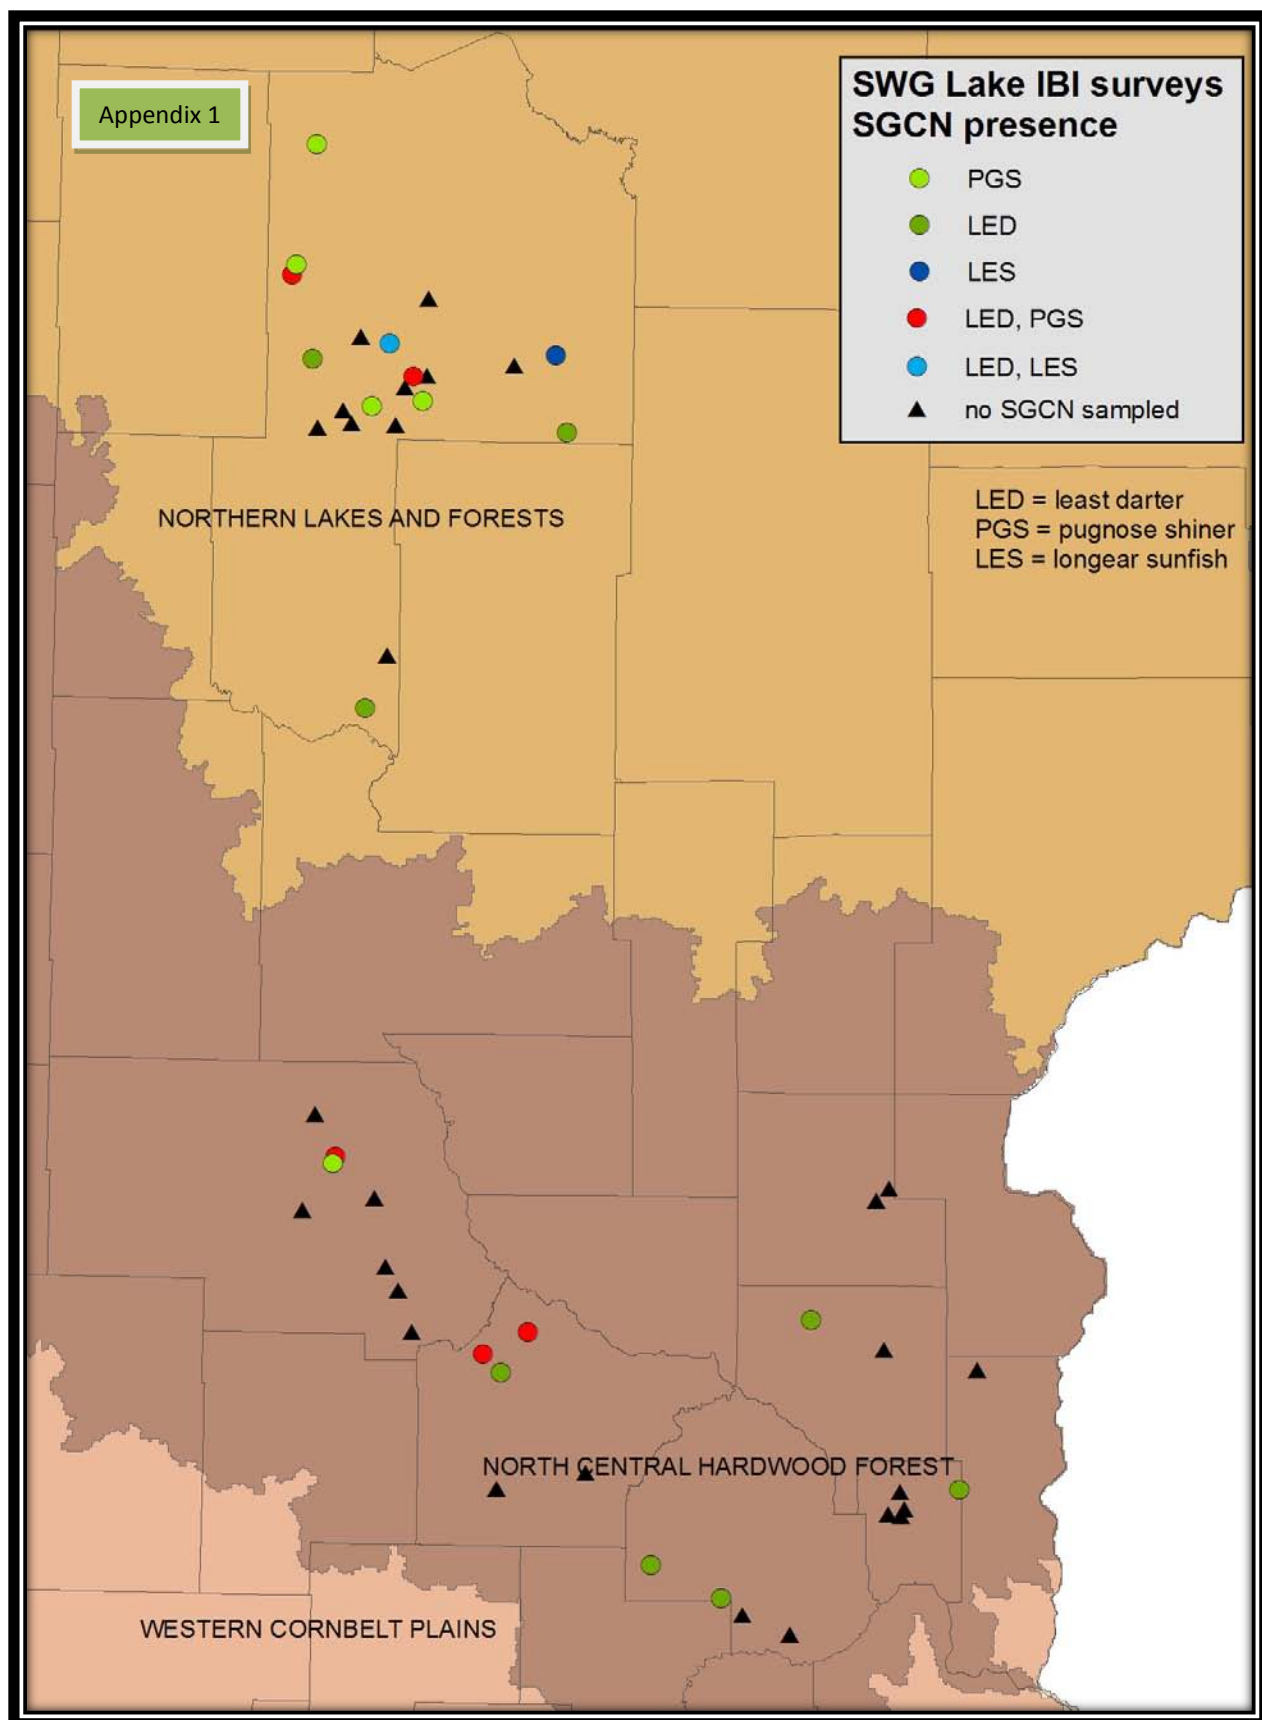 Appendix 1
SWG Lake IBI surveys
SGCN presence
PGS
LED
LES
LED, PGS
LED, LES
no SGCN sampled
LED = least darter
PGS = pugnose shiner
LES = longear sunfish
NORTHERN LAKES AND FORESTS
NORTH CENTRAL HARDWOOD FOREST
WESTERN CORNBELT PLAINS